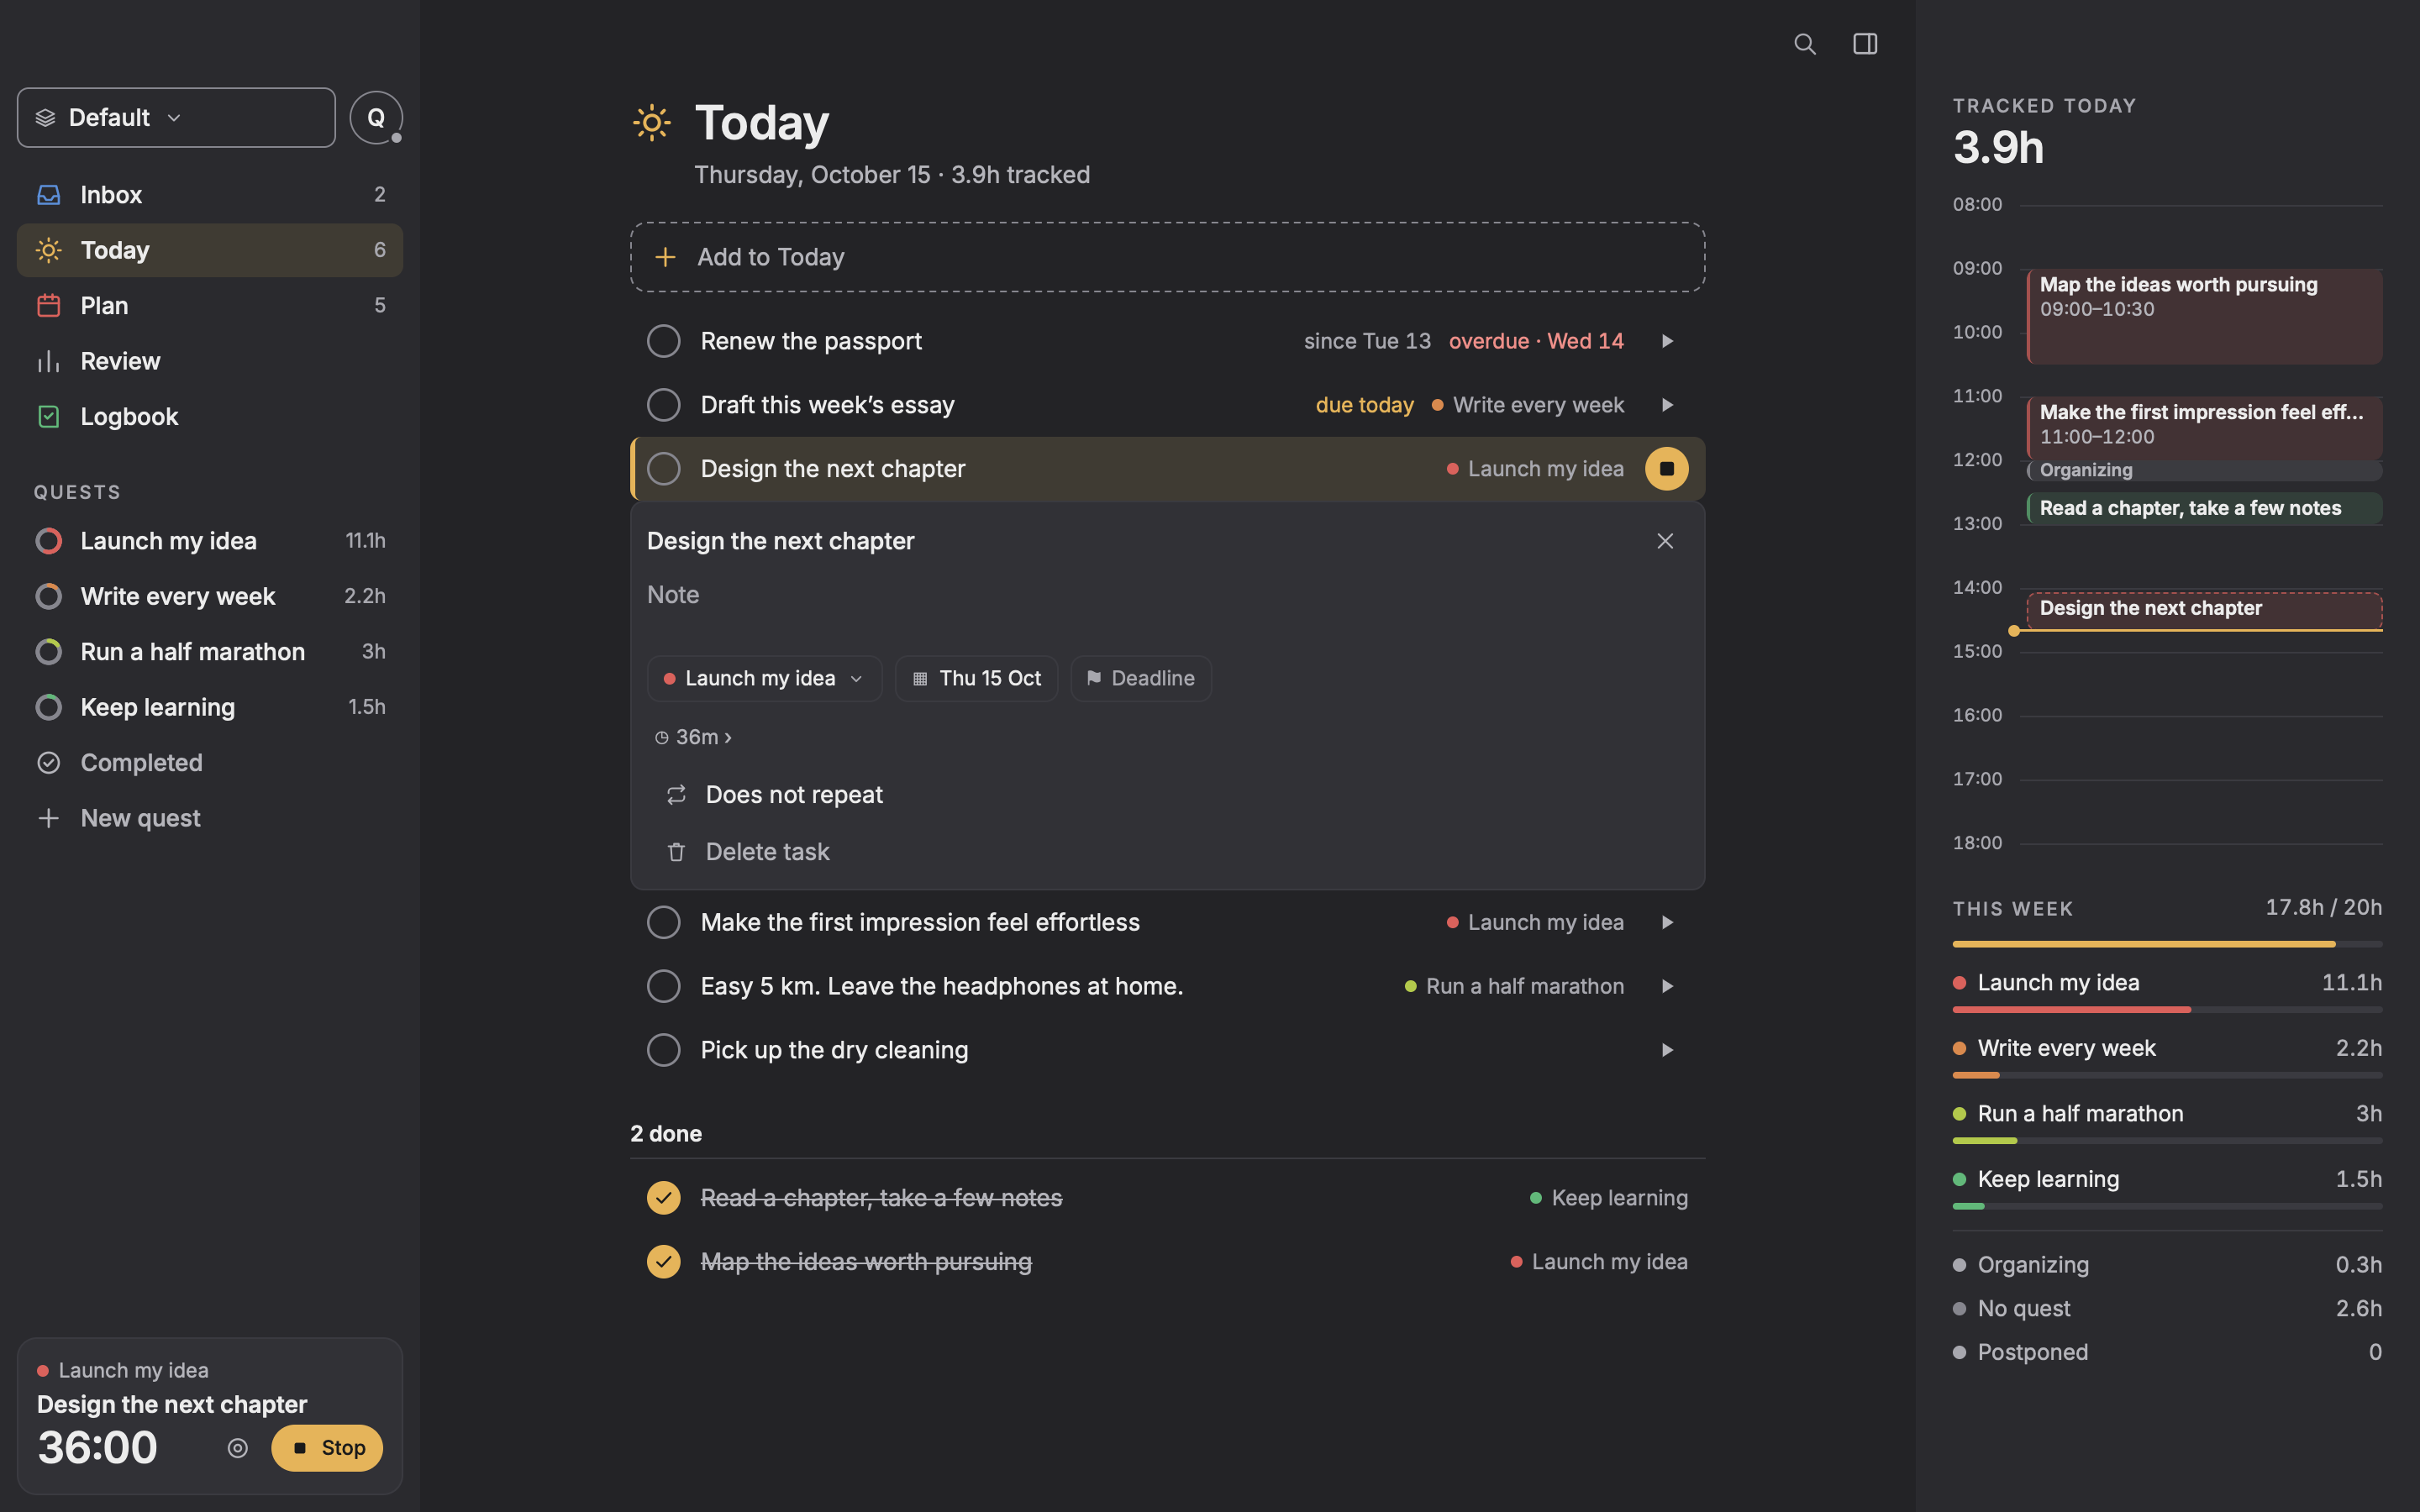 Default
Q
Inbox 2
Today 6
Plan 5
Review
Logbook
QUESTS
Launch my idea 11.1h
Write every week 2.2h
Run a half marathon 3h
Keep learning 1.5h
Completed
New quest
Launch my idea
Design the next chapter
36:00 Stop
Today
Thursday, October 15 · 3.9h tracked
Add to Today
Renew the passport since Tue 13 overdue · Wed 14
Draft this week’s essay due today Write every week
Design the next chapter Launch my idea
Design the next chapter
Note
Launch my idea Thu 15 Oct Deadline
36m ›
Does not repeat
Delete task
Make the first impression feel effortless Launch my idea
Easy 5 km. Leave the headphones at home. Run a half marathon
Pick up the dry cleaning
2 done
Read a chapter, take a few notes Keep learning
Map the ideas worth pursuing Launch my idea
TRACKED TODAY
3.9h
08:00
09:00
Map the ideas worth pursuing
09:00–10:30
10:00
11:00
Make the first impression feel eff...
11:00–12:00
12:00
Organizing
Read a chapter, take a few notes
13:00
14:00
Design the next chapter
15:00
16:00
17:00
18:00
THIS WEEK 17.8h / 20h
Launch my idea 11.1h
Write every week 2.2h
Run a half marathon 3h
Keep learning 1.5h
Organizing 0.3h
No quest 2.6h
Postponed 0